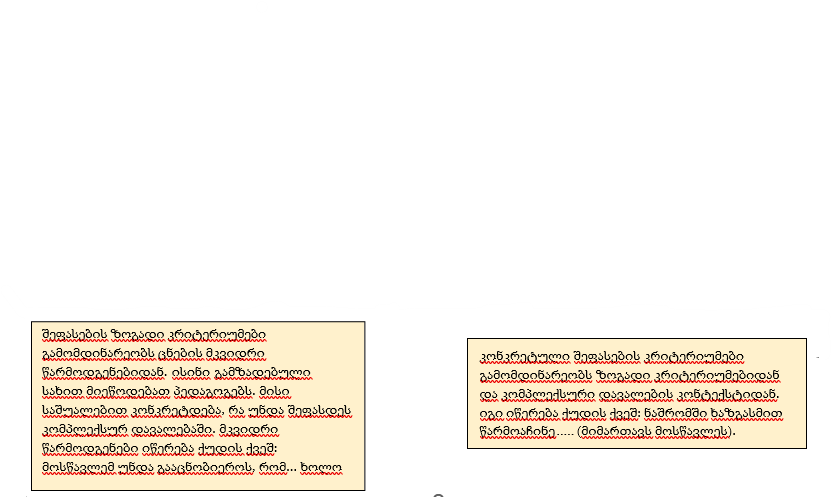 შეფასების ზოგადი კრიტერიუმები
გამომდინარეობს ცნების მკვიდრი
წარმოდგენებიდან. ისინი გამზადებული
სახით მიეწოდებათ პედაგოგებს. მისი
საშუალებით კონკრეტდება, რა უნდა შეფასდეს
კომპლექსურ დავალებაში. მკვიდრი
წარმოდგენები იწერება ქუდის ქვეშ:
მოსწავლემ უნდა გააცნობიეროს, რომ... ხოლო
კონკრეტული შეფასების კრიტერიუმები
გამომდინარეობს ზოგადი კრიტერიუმებიდან
და კომპლექსური დავალების კონტექსტიდან.
იგი იწერება ქუდის ქვეშ: ნაშრომში ხაზგასმით
წარმოაჩინე..... (მიმართავს მოსწავლეს).